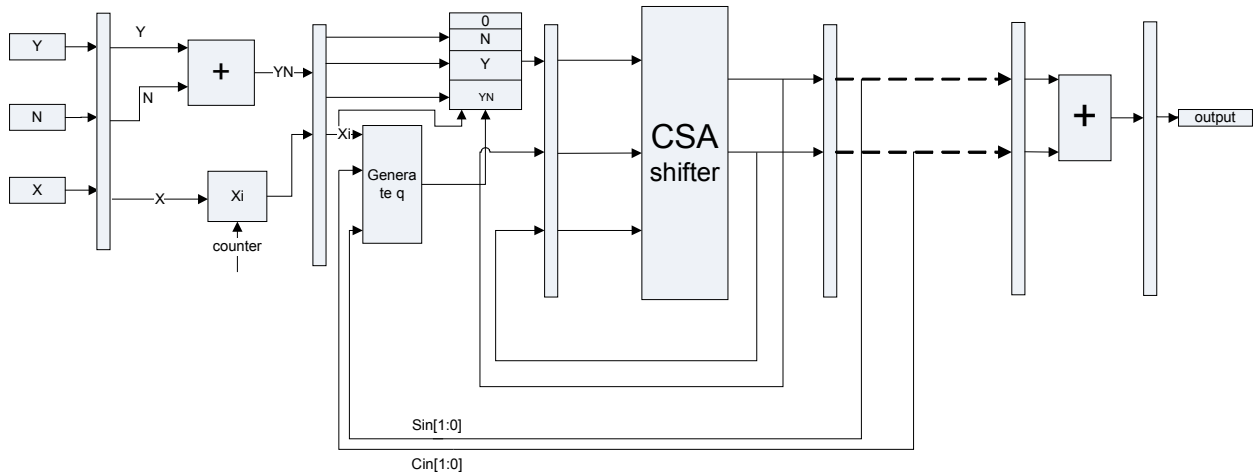 Y
N
X
Y
N
X
+
YN
Xi
counter
0
N
Y
YN
Xi
Genera
te q
CSA
shifter
+
output
Sin[1:0]
Cin[1:0]